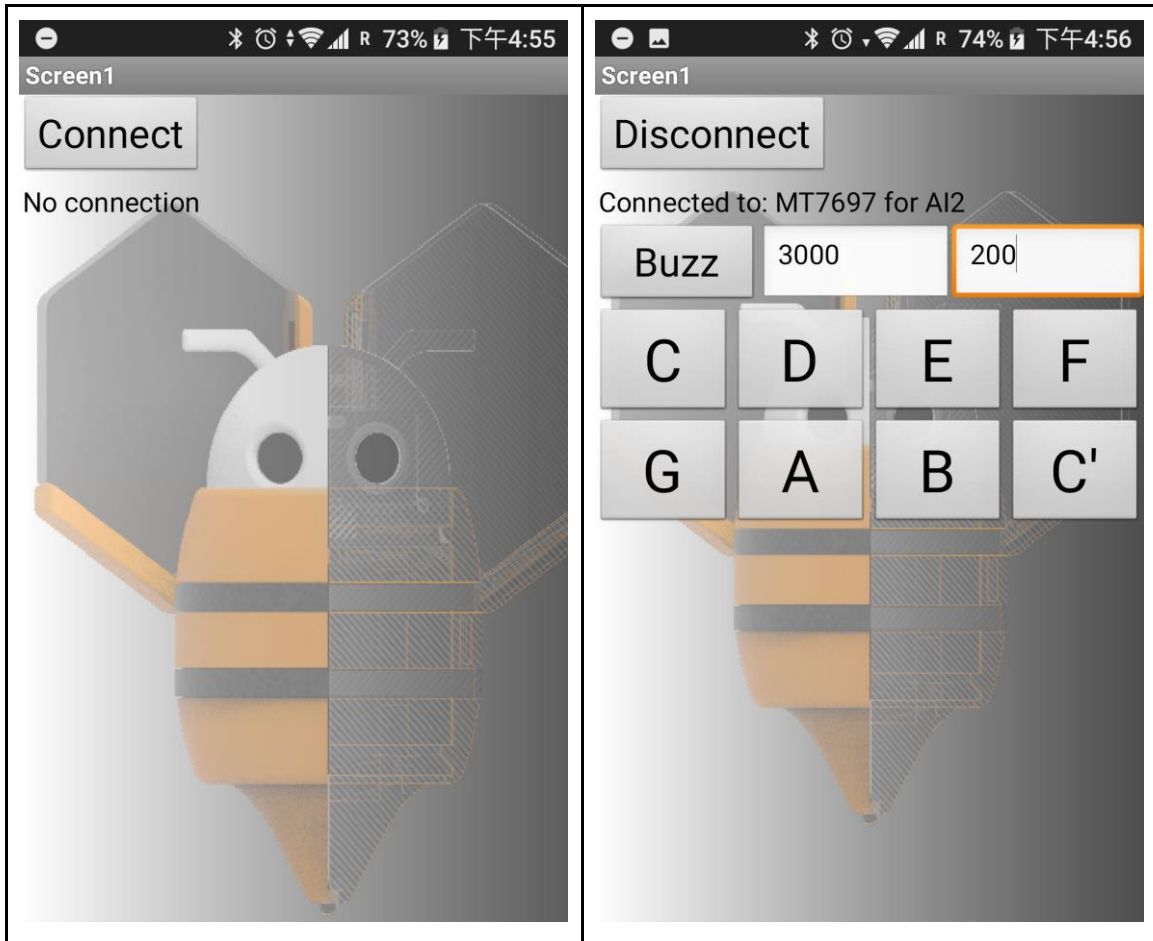 R 73% 下午4:55
Screen1
Connect
No connection
R 74% 下午4:56
Screen1
Disconnect
Connected to: MT7697 for AI2
Buzz 3000 200
C D E F
G A B C'